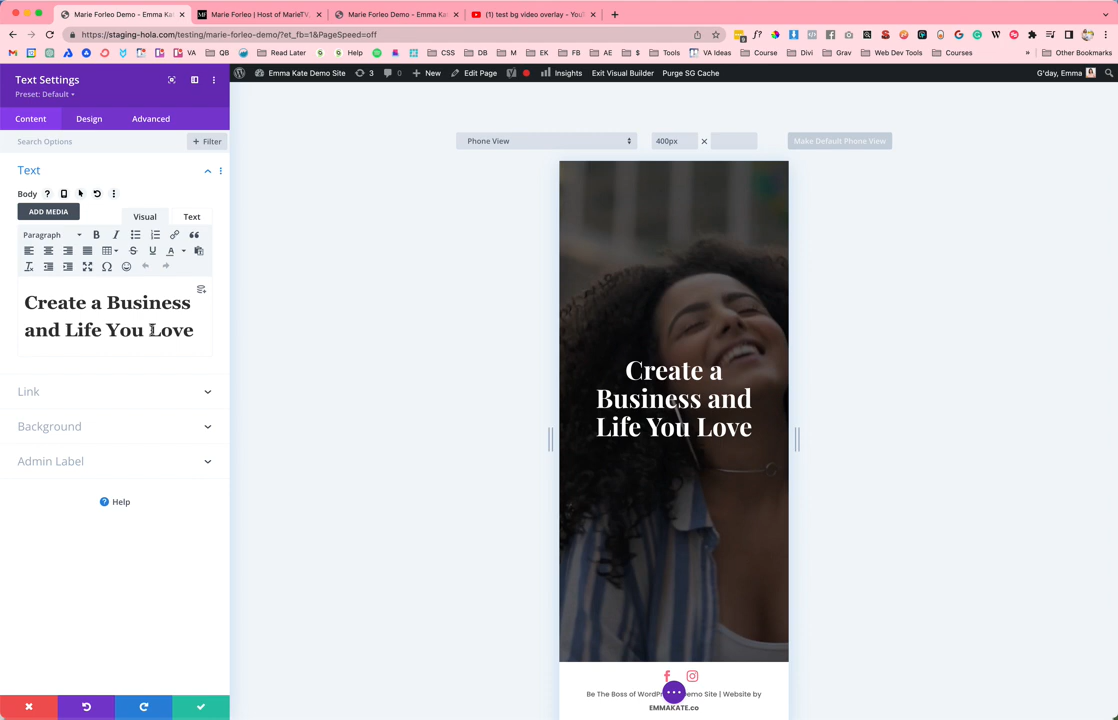 Marie Forleo Demo - Emma Ka
Marie Forleo | Host of MarieTV,
Marie Forleo Demo - Emma Ka
(1) test bg video overlay - You
https://staging-hola.com/testing/marie-forleo-demo/?et_fb=1&PageSpeed=off
VA
QB
Read Later
Help
CSS
DB
M
EK
FB
AE
$
Tools
VA Ideas
Course
Divi
Grav
Web Dev Tools
Courses
»
Other Bookmarks
Text Settings
Preset: Default
Emma Kate Demo Site
3
0
New
Edit Page
Insights
Exit Visual Builder
Purge SG Cache
G'day, Emma
Content
Design
Advanced
Search Options
+ Filter
Phone View
400px
×
Make Default Phone View
Text
Body
ADD MEDIA
Visual
Text
Paragraph
Create a Business
and Life You Love
Link
Background
Admin Label
Help
Create a
Business and
Life You Love
Be The Boss of WordPr
emo Site | Website by
EMMAKATE.co